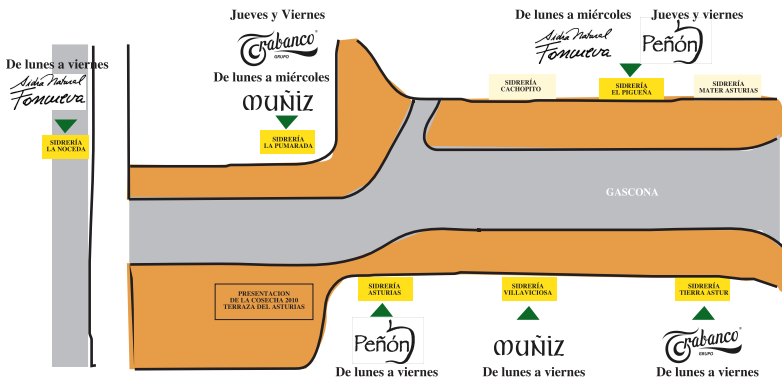 De lunes a viernes
Sidra Natural
Foncueva
SIDRERÍA
LA NOCEDA
Jueves y Viernes
Trabanco
GRUPO
De lunes a miércoles
MUÑIZ
SIDRERÍA
LA PUMARADA
De lunes a miércoles
Sidra Natural
Foncueva
Jueves y viernes
Peñón
SIDRERÍA
CACHOPITO
SIDRERÍA
EL PIGUEÑA
SIDRERÍA
MATER ASTURIAS
GASCONA
PRESENTACION
DE LA COSECHA 2010
TERRAZA DEL ASTURIAS
SIDRERÍA
ASTURIAS
Peñón
De lunes a viernes
SIDRERÍA
VILLAVICIOSA
MUÑIZ
De lunes a viernes
SIDRERÍA
TIERRA ASTUR
Trabanco
GRUPO
De lunes a viernes